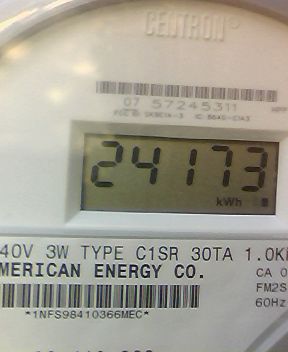 CENTRON®
07 57245311
24173
kWh
40V 3W TYPE C1SR 30TA 1.0K
MERICAN ENERGY CO.
CA 0
FM2S
60Hz
*1NFS98410366MEC*